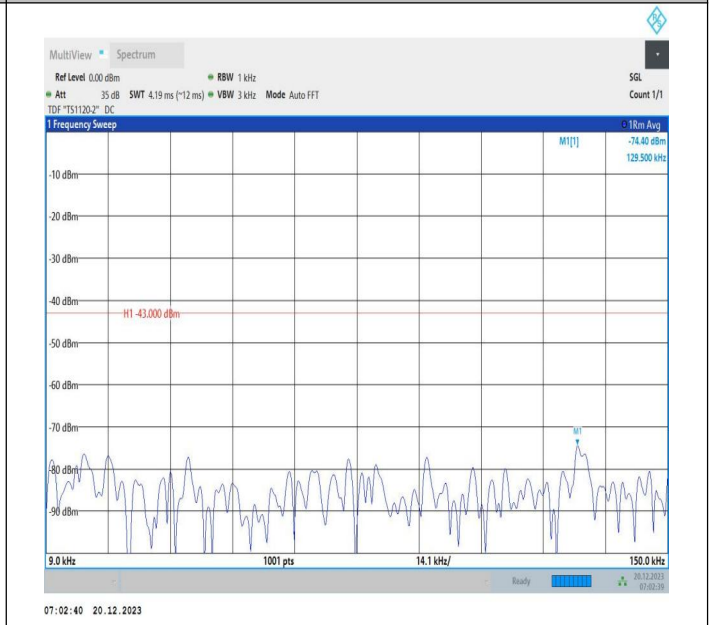 MultiView Spectrum
Ref Level 0.00 dBm RBW 1 kHz SGL
Att 35 dB SWT 4.19 ms (~12 ms) VBW 3 kHz Mode Auto FFT Count 1/1
TDF "TS1120-2" DC
1 Frequency Sweep 1Rm Avg
M1[1] -74.40 dBm
129.500 kHz
-10 dBm
-20 dBm
-30 dBm
-40 dBm
H1 -43.000 dBm
-50 dBm
-60 dBm
-70 dBm
M1
-80 dBm
-90 dBm
9.0 kHz 1001 pts 14.1 kHz/ 150.0 kHz
Ready 20.12.2023
07:02:39
07:02:40 20.12.2023